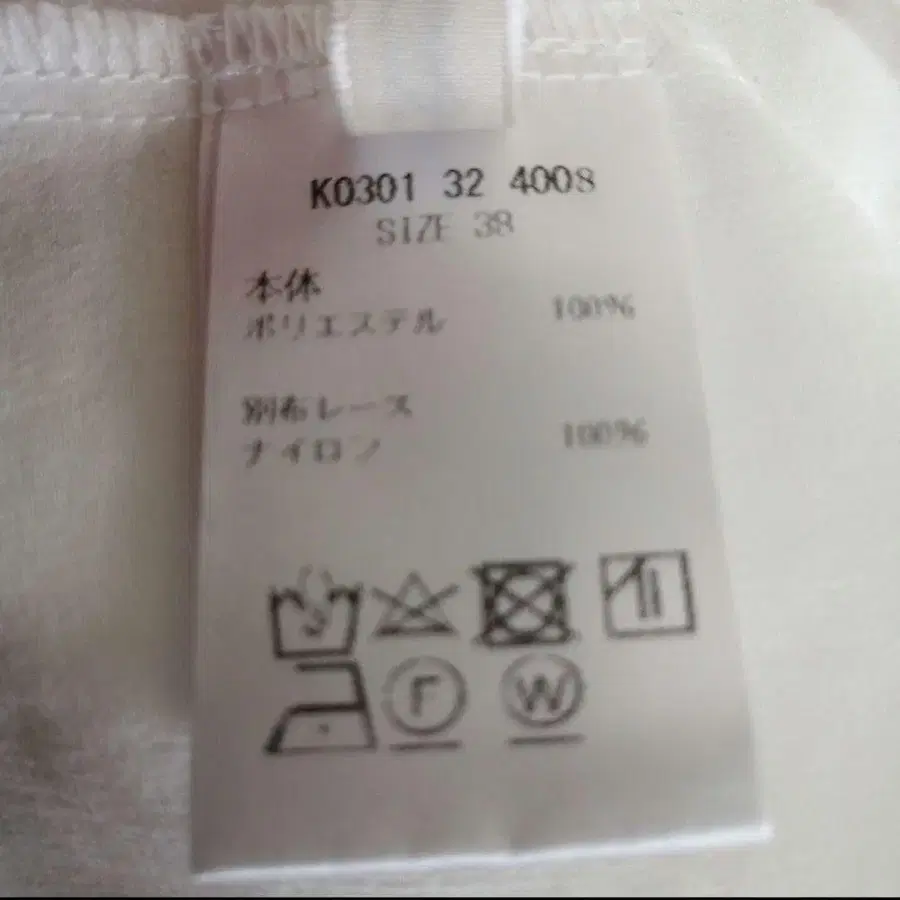 K0301 32 4008
SIZE 38
本体
ポリエステル 100%
別布レース
ナイロン 100%
F
W